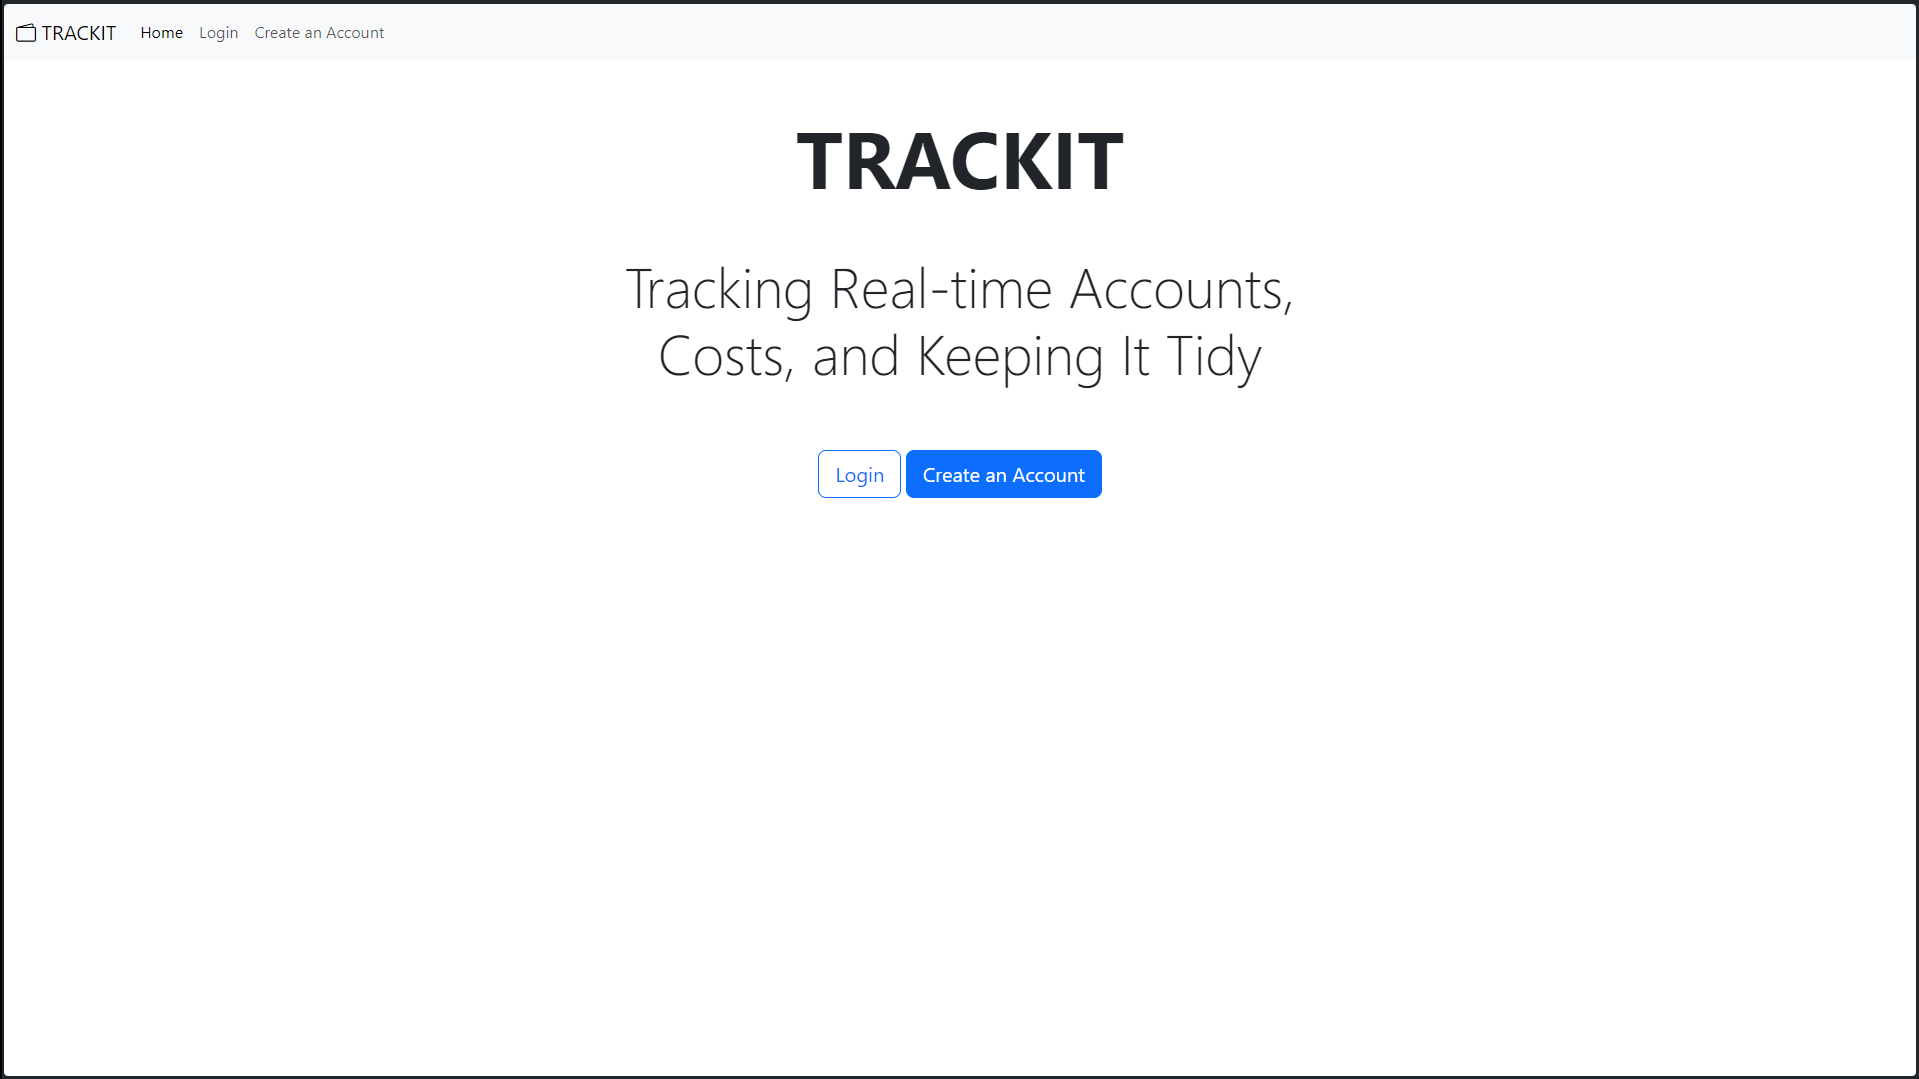 TRACKIT Home Login Create an Account
TRACKIT
Tracking Real-time Accounts,
Costs, and Keeping It Tidy
Login Create an Account